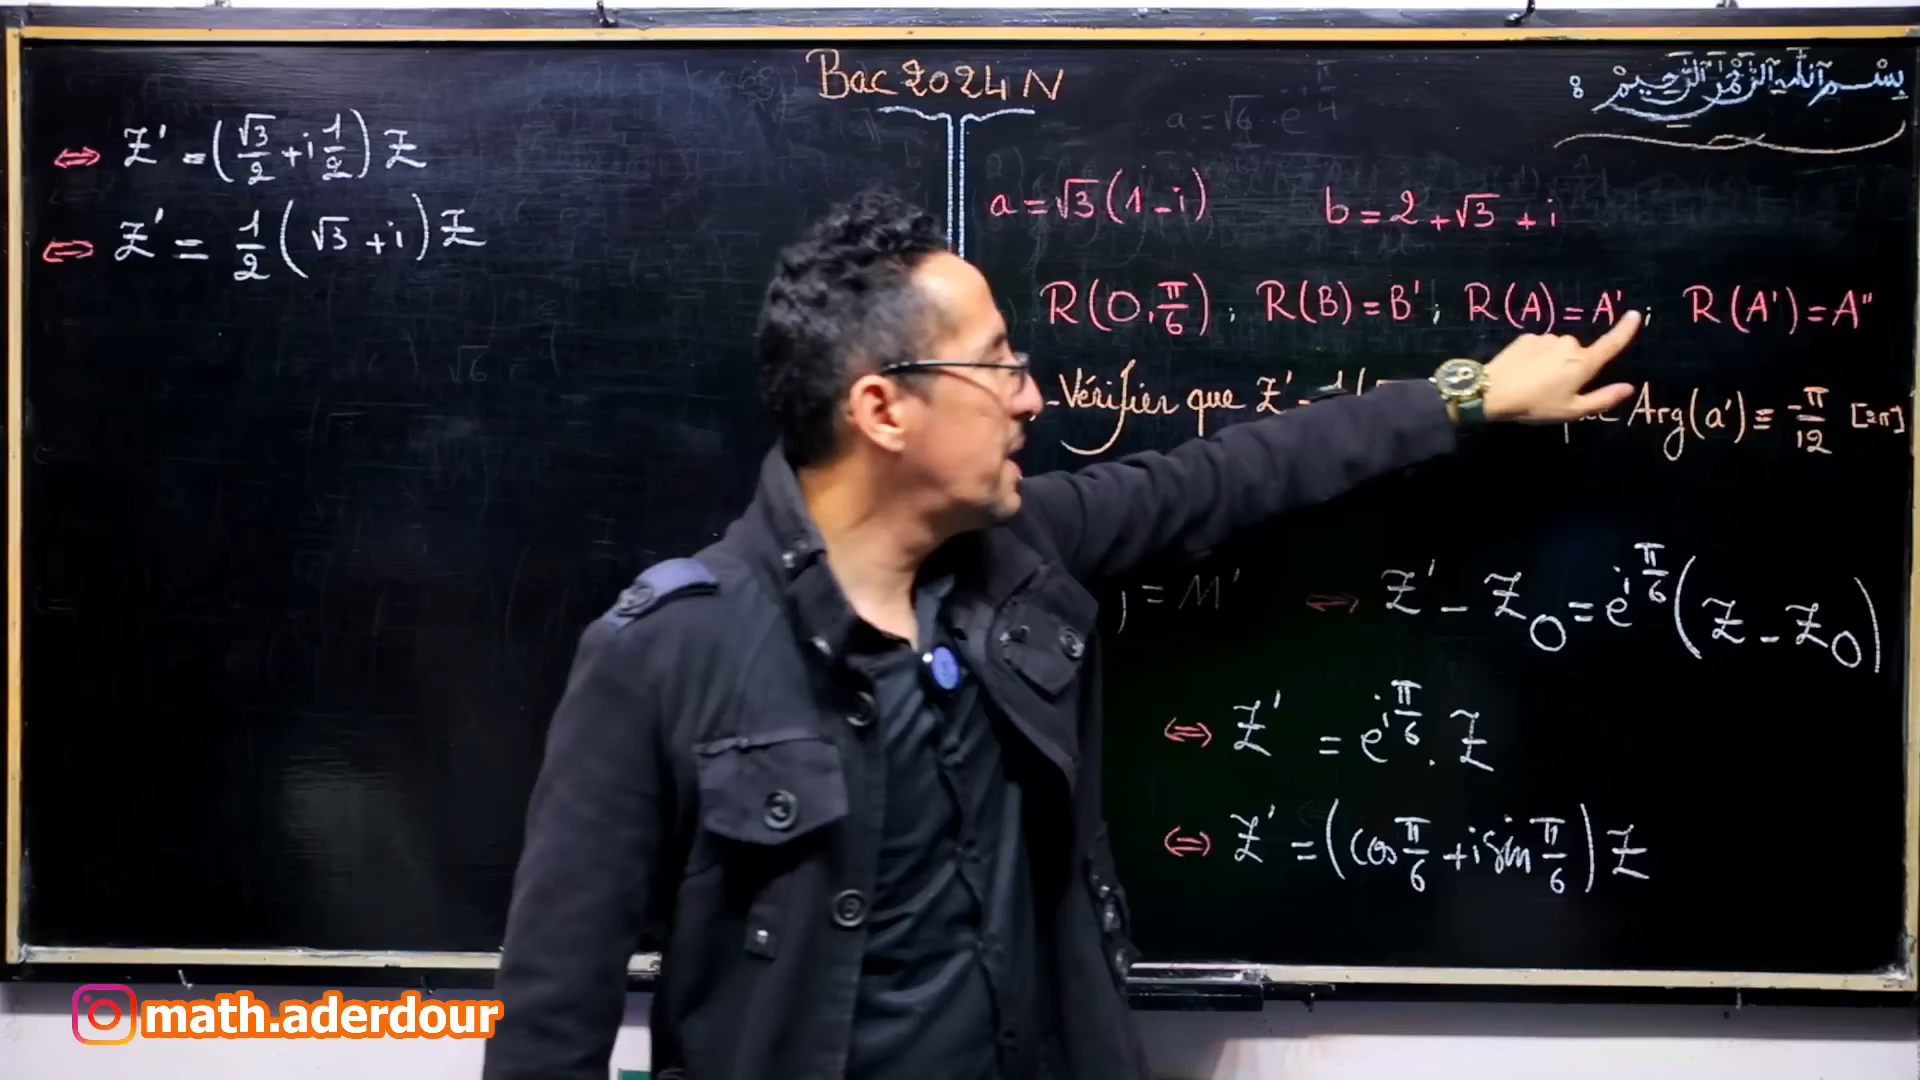 Bac 2024 N
بسم الله الرحمن الرحيم :
⇔ Z' = (√3/2 + i 1/2) Z
⇔ Z' = 1/2 (√3 + i) Z
a = √3 (1 - i)    b = 2 + √3 + i
R(O, π/6) ; R(B) = B' ; R(A) = A' ; R(A') = A"
- Vérifier que Z' = Arg(a') ≡ -π/12 [2π]
= M' ⇔ Z' - Z_O = e^{iπ/6} (Z - Z_O)
⇔ Z' = e^{iπ/6} . Z
⇔ Z' = (cos π/6 + i sin π/6) Z
math.aderdour